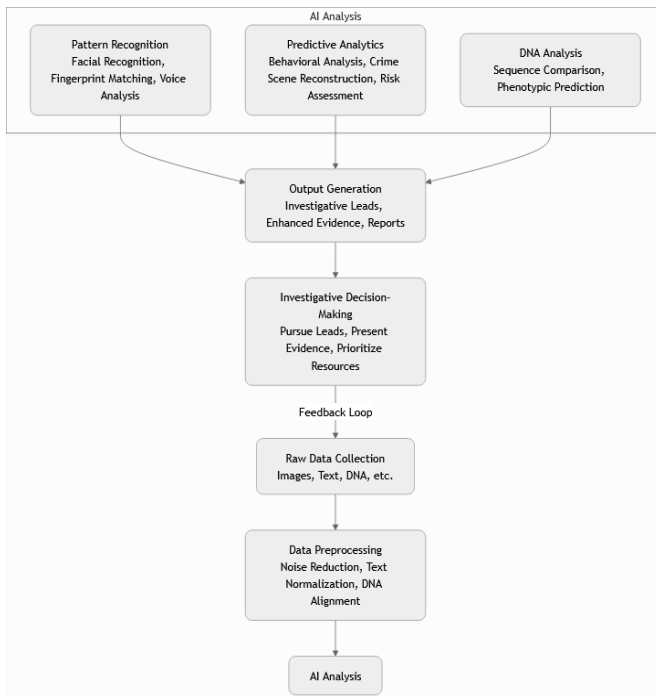 AI Analysis
Pattern Recognition
Facial Recognition,
Fingerprint Matching, Voice
Analysis
Predictive Analytics
Behavioral Analysis, Crime
Scene Reconstruction, Risk
Assessment
DNA Analysis
Sequence Comparison,
Phenotypic Prediction
Output Generation
Investigative Leads,
Enhanced Evidence, Reports
Investigative Decision-
Making
Pursue Leads, Present
Evidence, Prioritize
Resources
Feedback Loop
Raw Data Collection
Images, Text, DNA, etc.
Data Preprocessing
Noise Reduction, Text
Normalization, DNA
Alignment
AI Analysis